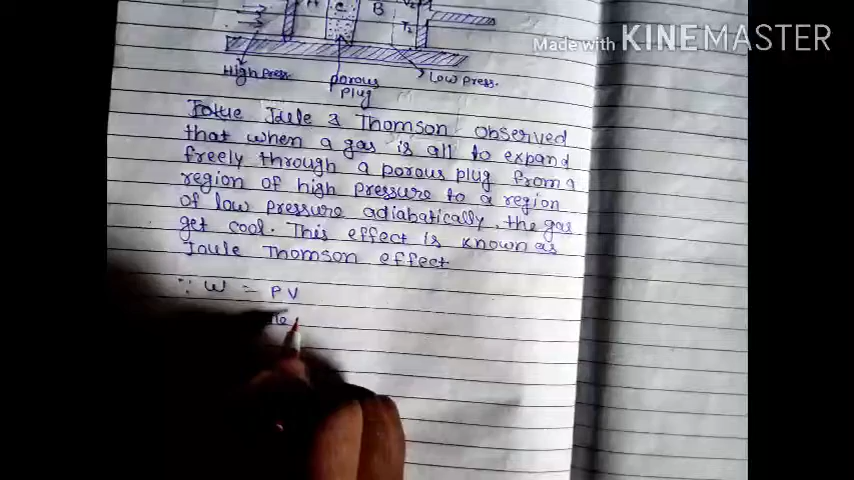 A
C
B
V2
T2
Made with KINEMASTER
High Press.
porous
plug
Low press.
Joule & Thomson observed
that when a gas is all to expand
freely through a porous plug from a
region of high pressure to a region
of low pressure adiabatically, the gas
get cool. This effect is known as
Joule Thomson effect
∵ W = PV